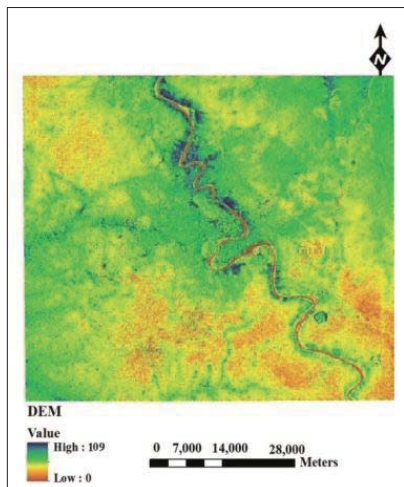 N
DEM
Value
High : 109
Low : 0
0 7,000 14,000 28,000
Meters